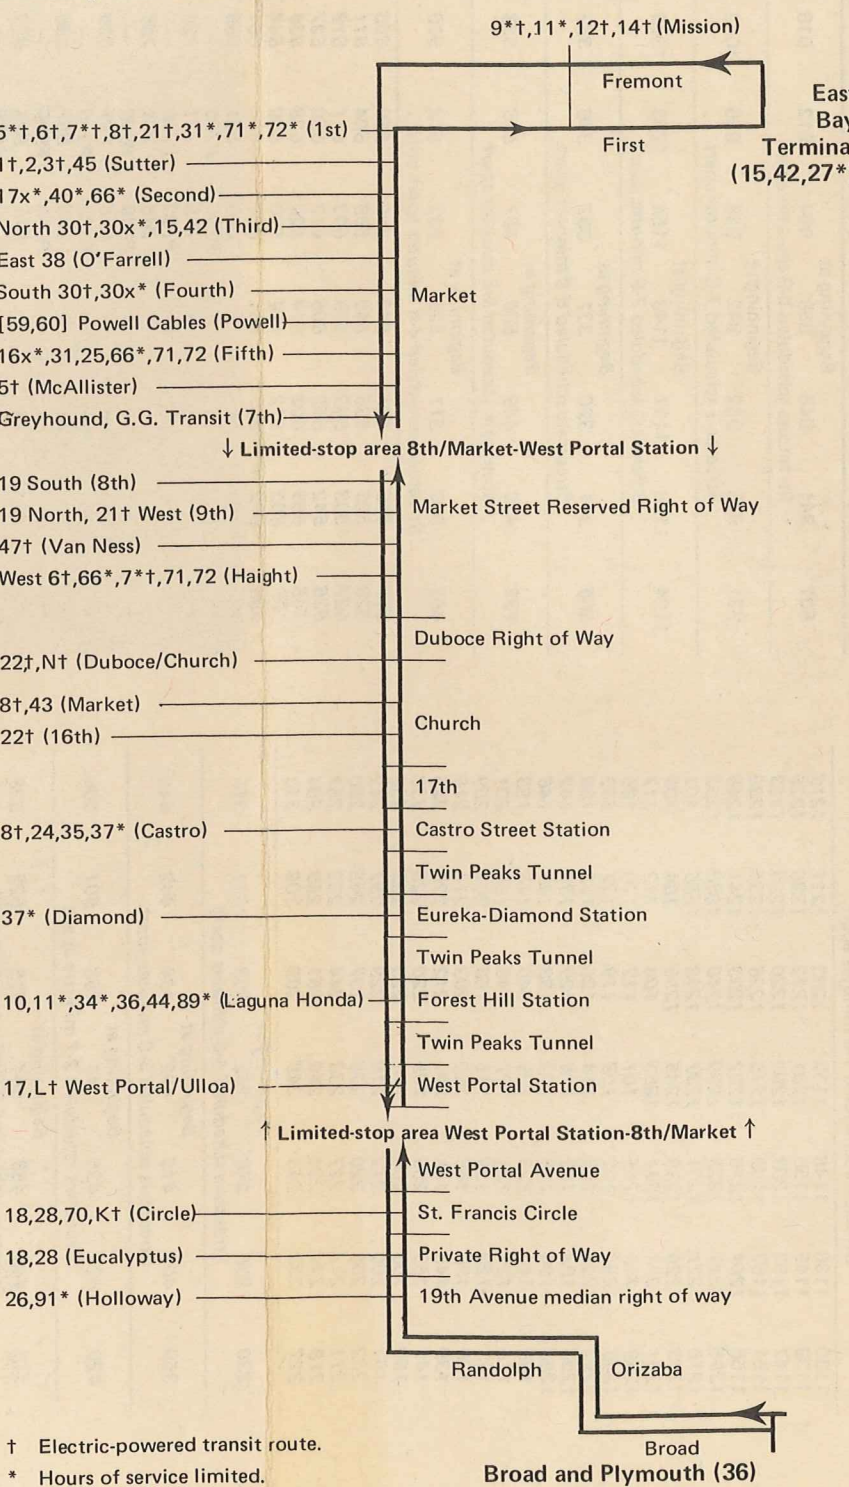 9*†,11*,12†,14† (Mission)
Fremont
East
Bay
Termina
(15,42,27*
5*†,6†,7*†,8†,21†,31*,71*,72* (1st)
First
1†,2,3†,45 (Sutter)
17x*,40*,66* (Second)
North 30†,30x*,15,42 (Third)
East 38 (O'Farrell)
South 30†,30x* (Fourth)
Market
[59,60] Powell Cables (Powell)
16x*,31,25,66*,71,72 (Fifth)
5† (McAllister)
Greyhound, G.G. Transit (7th)
↓ Limited-stop area 8th/Market-West Portal Station ↓
19 South (8th)
Market Street Reserved Right of Way
19 North, 21† West (9th)
47† (Van Ness)
West 6†,66*,7*†,71,72 (Haight)
Duboce Right of Way
22†,N† (Duboce/Church)
8†,43 (Market)
Church
22† (16th)
17th
8†,24,35,37* (Castro)
Castro Street Station
Twin Peaks Tunnel
37* (Diamond)
Eureka-Diamond Station
Twin Peaks Tunnel
10,11*,34*,36,44,89* (Laguna Honda)
Forest Hill Station
Twin Peaks Tunnel
17,L† West Portal/Ulloa)
West Portal Station
↑ Limited-stop area West Portal Station-8th/Market ↑
West Portal Avenue
18,28,70,K† (Circle)
St. Francis Circle
18,28 (Eucalyptus)
Private Right of Way
26,91* (Holloway)
19th Avenue median right of way
Randolph
Orizaba
† Electric-powered transit route.
Broad
* Hours of service limited.
Broad and Plymouth (36)